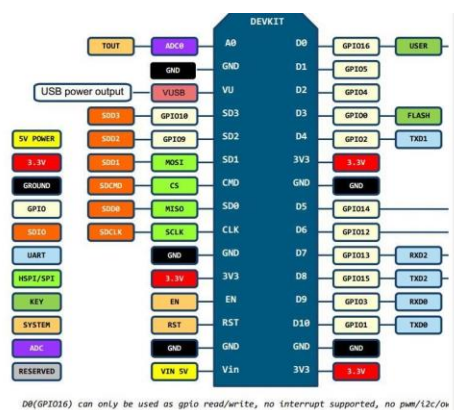 DEVKIT
TOUT ADC0 A0 D0 GPIO16 USER
GND GND D1 GPIO5
USB power output VUSB VU D2 GPIO4
SDD3 GPIO10 SD3 D3 GPIO0 FLASH
5V POWER SDD2 GPIO9 SD2 D4 GPIO2 TXD1
3.3V SDD1 MOSI SD1 3V3 3.3V
GROUND SDCMD CS CMD GND GND
GPIO SDD0 MISO SD0 D5 GPIO14
SDIO SDCLK SCLK CLK D6 GPIO12
UART GND GND D7 GPIO13 RXD2
HSPI/SPI 3.3V 3V3 D8 GPIO15 TXD2
KEY EN EN D9 GPIO3 RXD0
SYSTEM RST RST D10 GPIO1 TXD0
ADC GND GND GND GND
RESERVED VIN 5V Vin 3V3 3.3V
D0(GPIO16) can only be used as gpio read/write, no interrupt supported, no pwm/i2c/ow